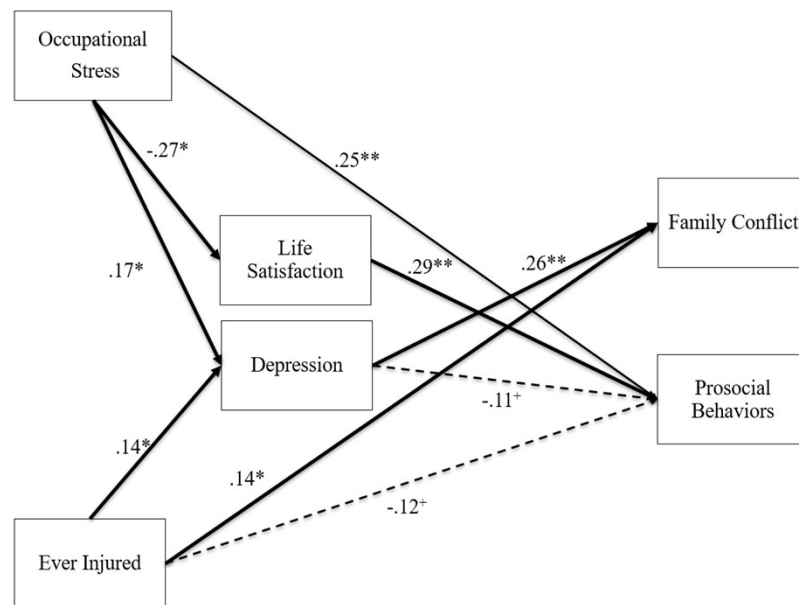 Occupational
Stress
-.27*
.25**
Family Conflict
.17*
Life
Satisfaction
.29**
.26**
Depression
-.11⁺
Prosocial
Behaviors
.14*
.14*
-.12⁺
Ever Injured